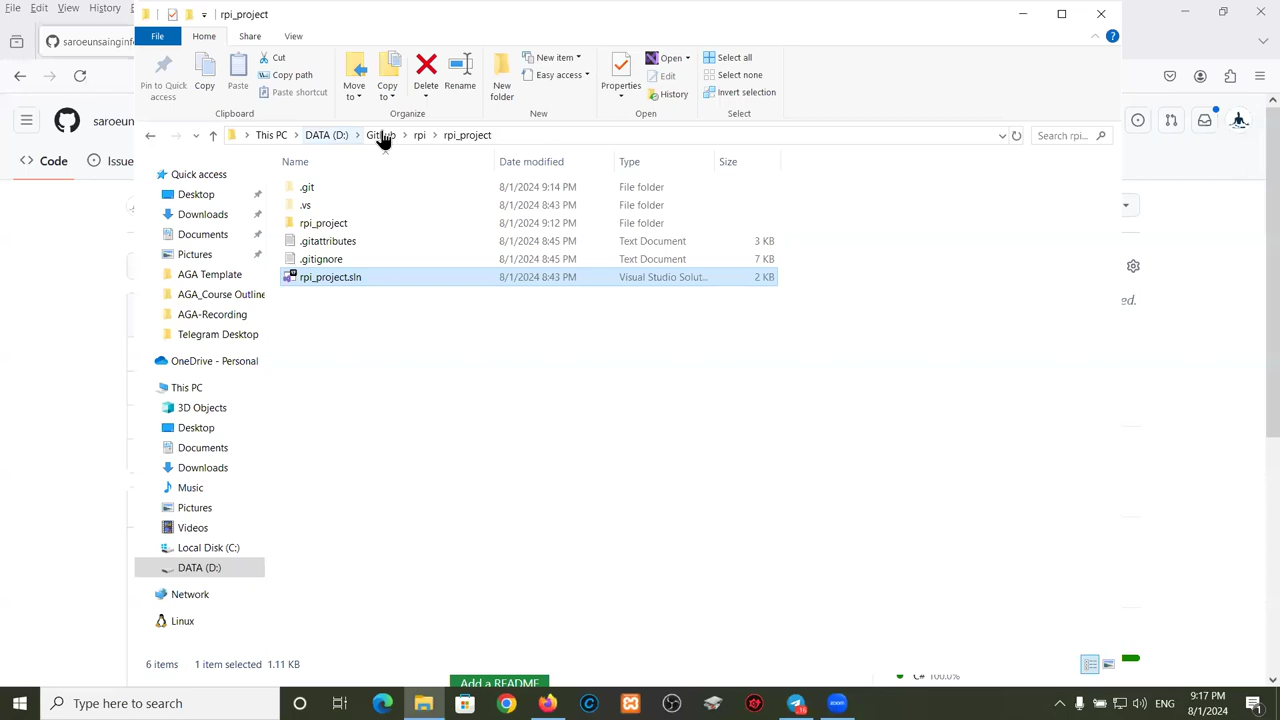 File
History
rpi_project
File
Home
Share
View
Pin to Quick access
Copy
Paste
Cut
Copy path
Paste shortcut
Clipboard
Move to
Copy to
Delete
Rename
Organize
New folder
New item
Easy access
New
Properties
Open
Edit
History
Open
Select all
Select none
Invert selection
Select
This PC
DATA (D:)
rpi
rpi_project
Search rpi...
saroeunsainginf
saroe
Code
Issue
Name
Date modified
Type
Size
.git
8/1/2024 9:14 PM
File folder
.vs
8/1/2024 8:43 PM
File folder
rpi_project
8/1/2024 9:12 PM
File folder
.gitattributes
8/1/2024 8:45 PM
Text Document
3 KB
.gitignore
8/1/2024 8:45 PM
Text Document
7 KB
rpi_project.sln
8/1/2024 8:43 PM
Visual Studio Solut...
2 KB
Quick access
Desktop
Downloads
Documents
Pictures
AGA Template
AGA_Course Outline
AGA-Recording
Telegram Desktop
OneDrive - Personal
This PC
3D Objects
Desktop
Documents
Downloads
Music
Pictures
Videos
Local Disk (C:)
DATA (D:)
Network
Linux
ed.
6 items
1 item selected 1.11 KB
Add a README
C# 100.0%
Type here to search
ENG
9:17 PM
8/1/2024